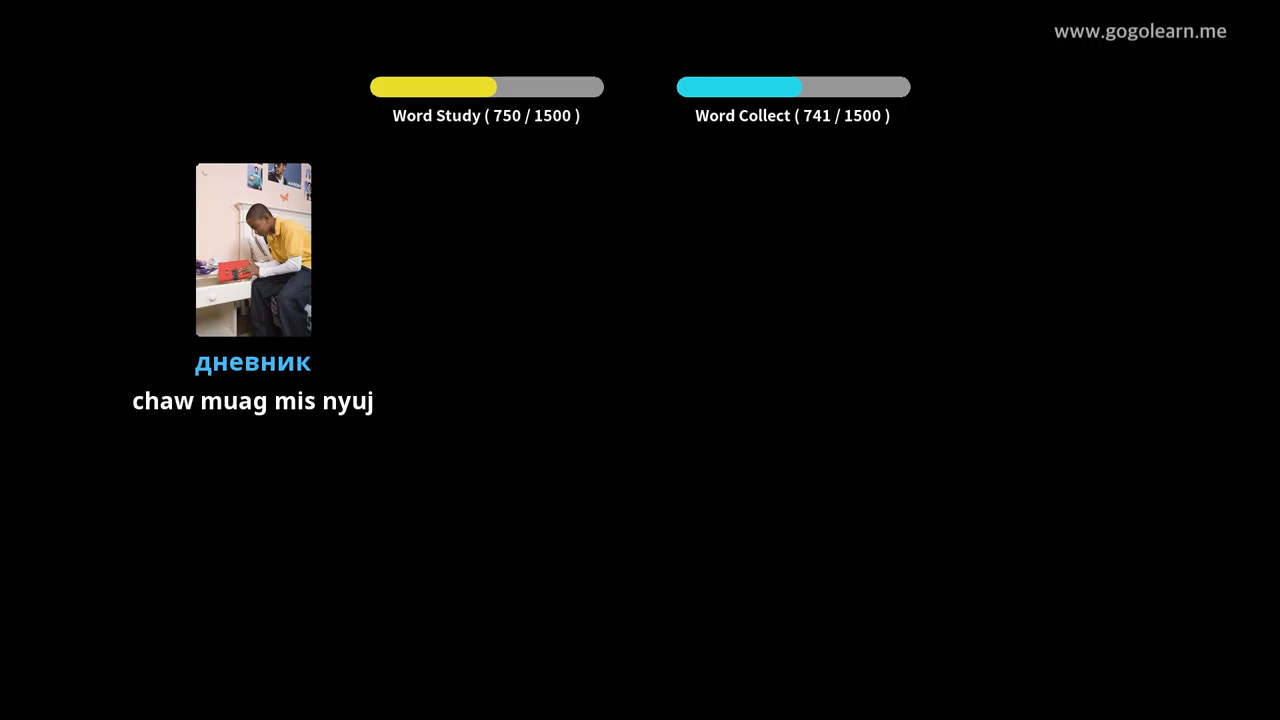 www.gogolearn.me
Word Study ( 750 / 1500 )
Word Collect ( 741 / 1500 )
дневник
chaw muag mis nyuj